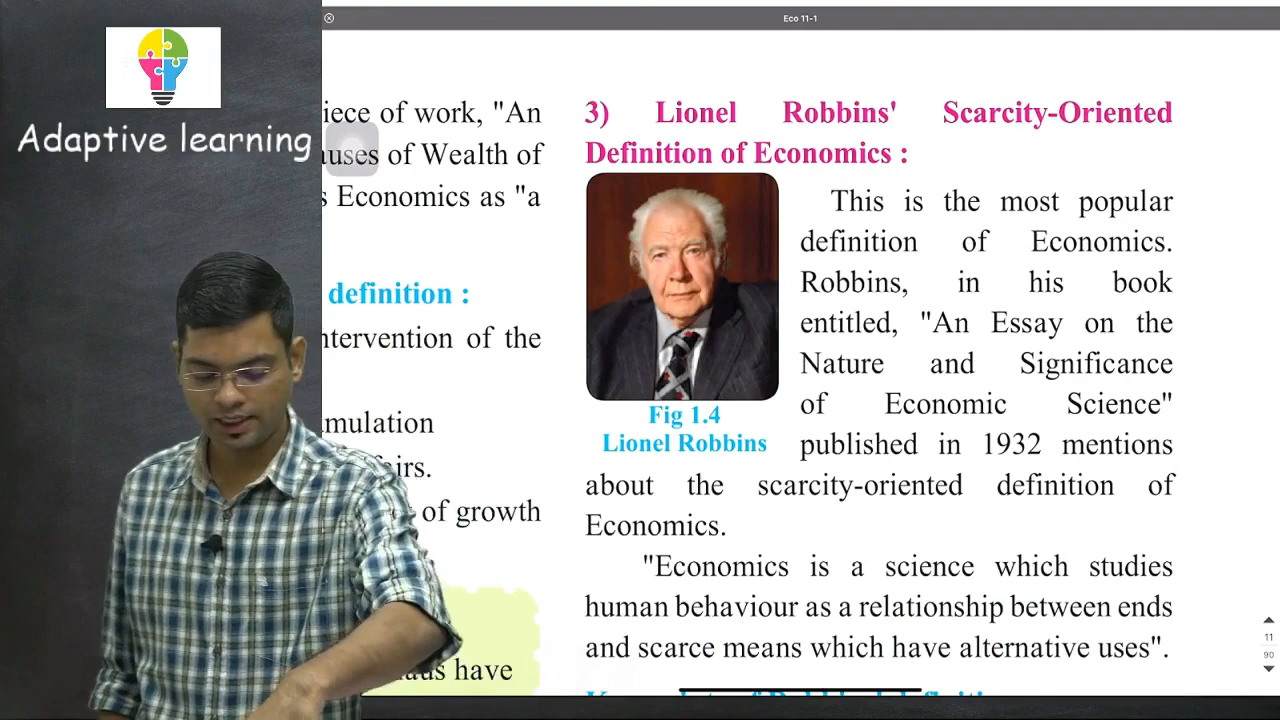 Eco 11-1
Adaptive learning
iece of work, "An
auses of Wealth of
s Economics as "a
definition :
ntervention of the
mulation
irs.
of growth
have
3) Lionel Robbins' Scarcity-Oriented
Definition of Economics :
This is the most popular
definition of Economics.
Robbins, in his book
entitled, "An Essay on the
Nature and Significance
of Economic Science"
published in 1932 mentions
about the scarcity-oriented definition of
Economics.
Fig 1.4
Lionel Robbins
"Economics is a science which studies
human behaviour as a relationship between ends
and scarce means which have alternative uses".
11
90